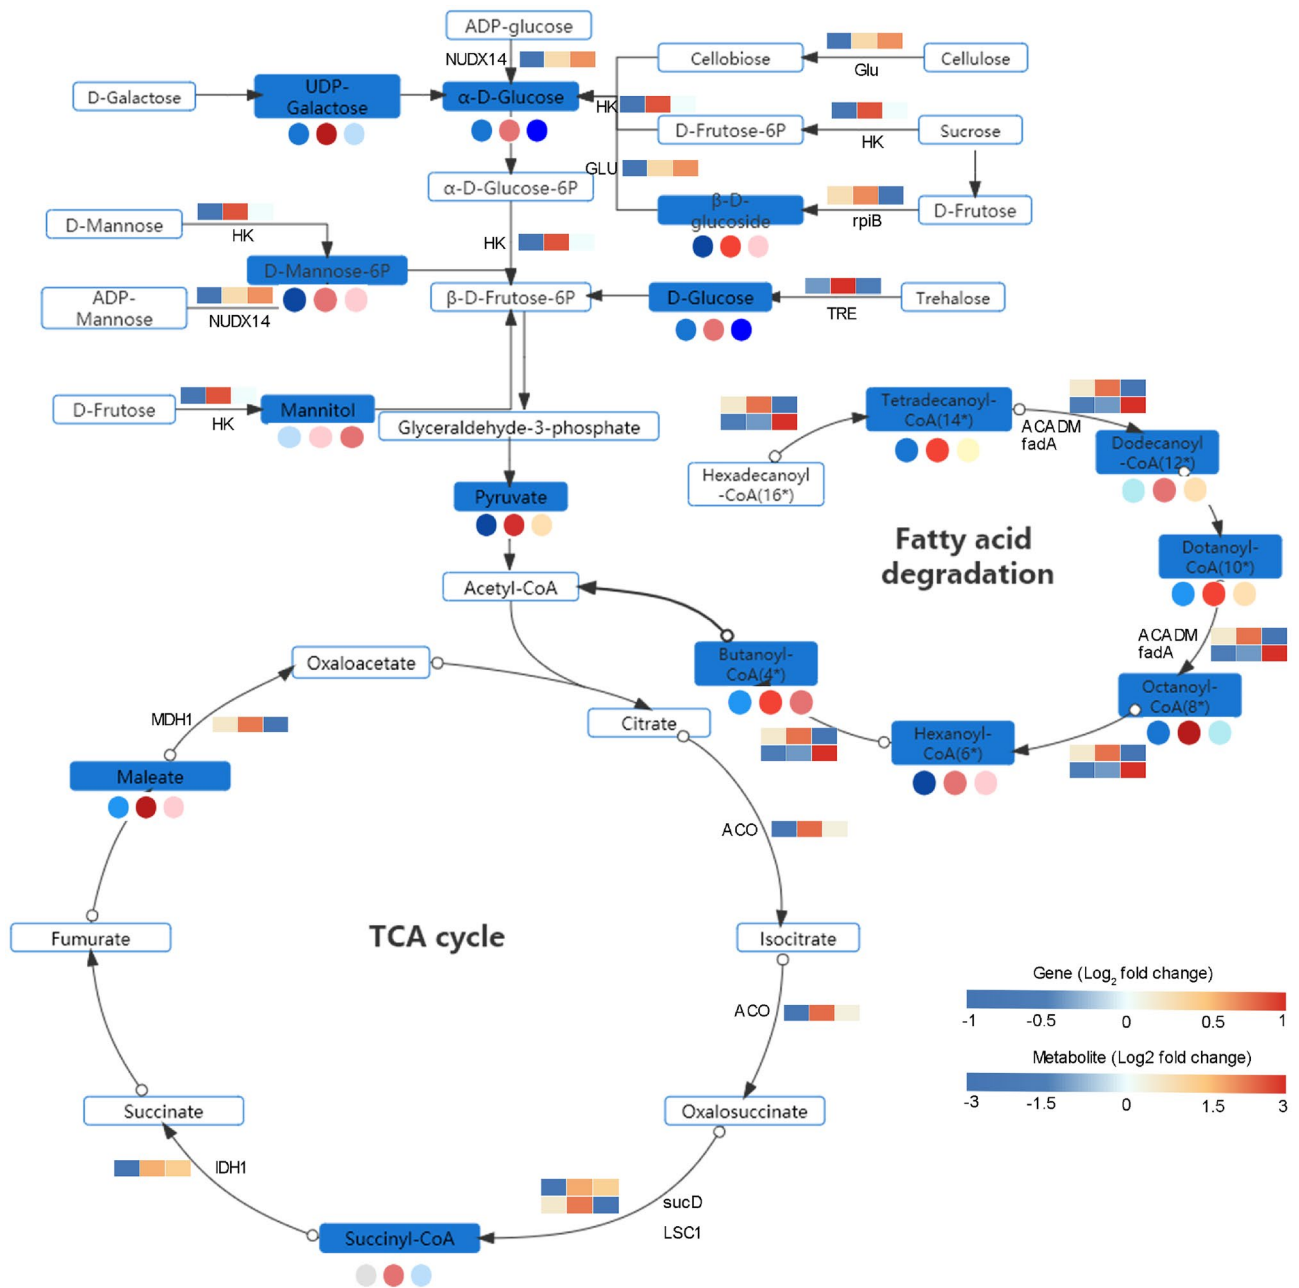 ADP-glucose
NUDX14
Cellobiose
Glu
Cellulose
D-Galactose
UDP-
Galactose
α-D-Glucose
HK
D-Frutose-6P
HK
Sucrose
GLU
α-D-Glucose-6P
β-D-
glucoside
rpiB
D-Frutose
D-Mannose
HK
HK
D-Mannose-6P
ADP-
Mannose
NUDX14
β-D-Frutose-6P
D-Glucose
TRE
Trehalose
D-Frutose
HK
Mannitol
Glyceraldehyde-3-phosphate
Tetradecanoyl-
CoA(14*)
ACADM
fadA
Dodecanoyl
-CoA(12*)
Hexadecanoyl
-CoA(16*)
Pyruvate
Fatty acid
degradation
Dotanoyl-
CoA(10*)
Acetyl-CoA
ACADM
fadA
Oxaloacetate
Butanoyl-
CoA(4*)
Octanoyl-
CoA(8*)
MDH1
Citrate
Hexanoyl-
CoA(6*)
Maleate
ACO
Fumurate
TCA cycle
Isocitrate
Gene (Log2 fold change)
-1 -0.5 0 0.5 1
ACO
Metabolite (Log2 fold change)
-3 -1.5 0 1.5 3
Succinate
Oxalosuccinate
IDH1
sucD
LSC1
Succinyl-CoA